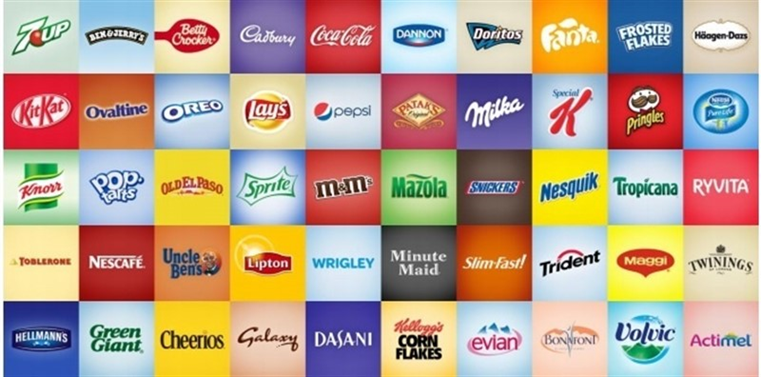 7UP
BEN & JERRY'S
Betty
Crocker
Cadbury
Coca-Cola
DANNON
Doritos
Fanta
FROSTED
FLAKES
Häagen-Dazs
KitKat
Ovaltine
OREO
Lay's
pepsi
PATAK'S
Original
Milka
Special
K
Pringles
Nestlé
Pure Life
Knorr
POP.
tarts
OLD EL PASO
Sprite
m&m's
Mazola
SNICKERS
Nesquik
Tropicana
RYVITA
TOBLERONE
NESCAFÉ
Uncle
Ben's
Lipton
WRIGLEY
Minute
Maid
Slim-Fast!
Trident
Maggi
TWININGS
OF LONDON
HELLMANN'S
Green
Giant
Cheerios
Galaxy
DASANI
Kellogg's
CORN
FLAKES
evian
BONAFONT
Volvic
Actimel